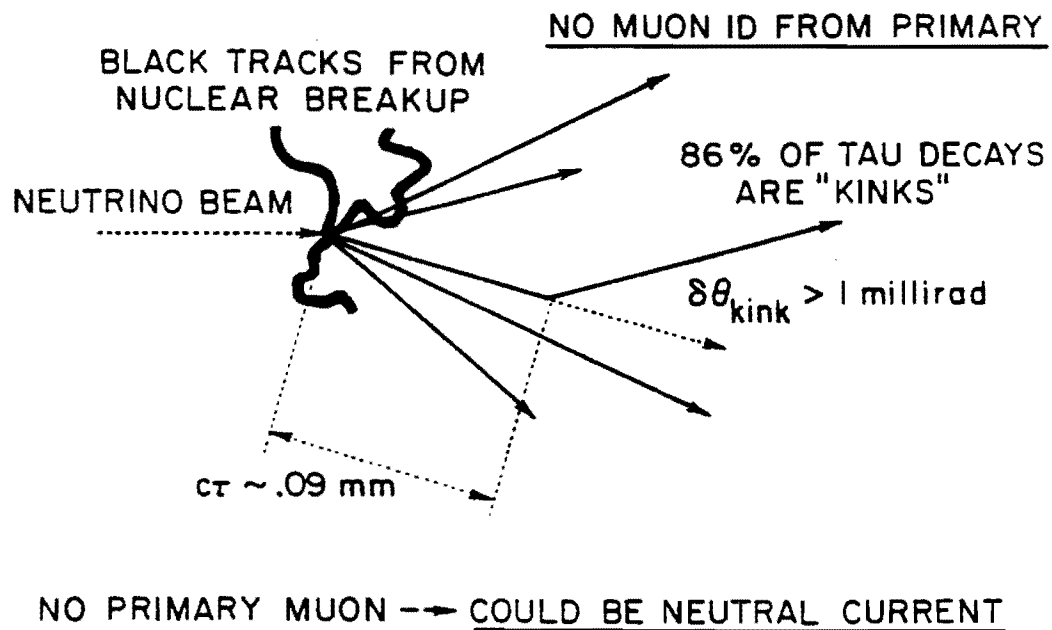 NO MUON ID FROM PRIMARY
BLACK TRACKS FROM
NUCLEAR BREAKUP
86% OF TAU DECAYS
ARE "KINKS"
NEUTRINO BEAM
δθkink > 1 millirad
cτ ~ .09 mm
NO PRIMARY MUON --→ COULD BE NEUTRAL CURRENT